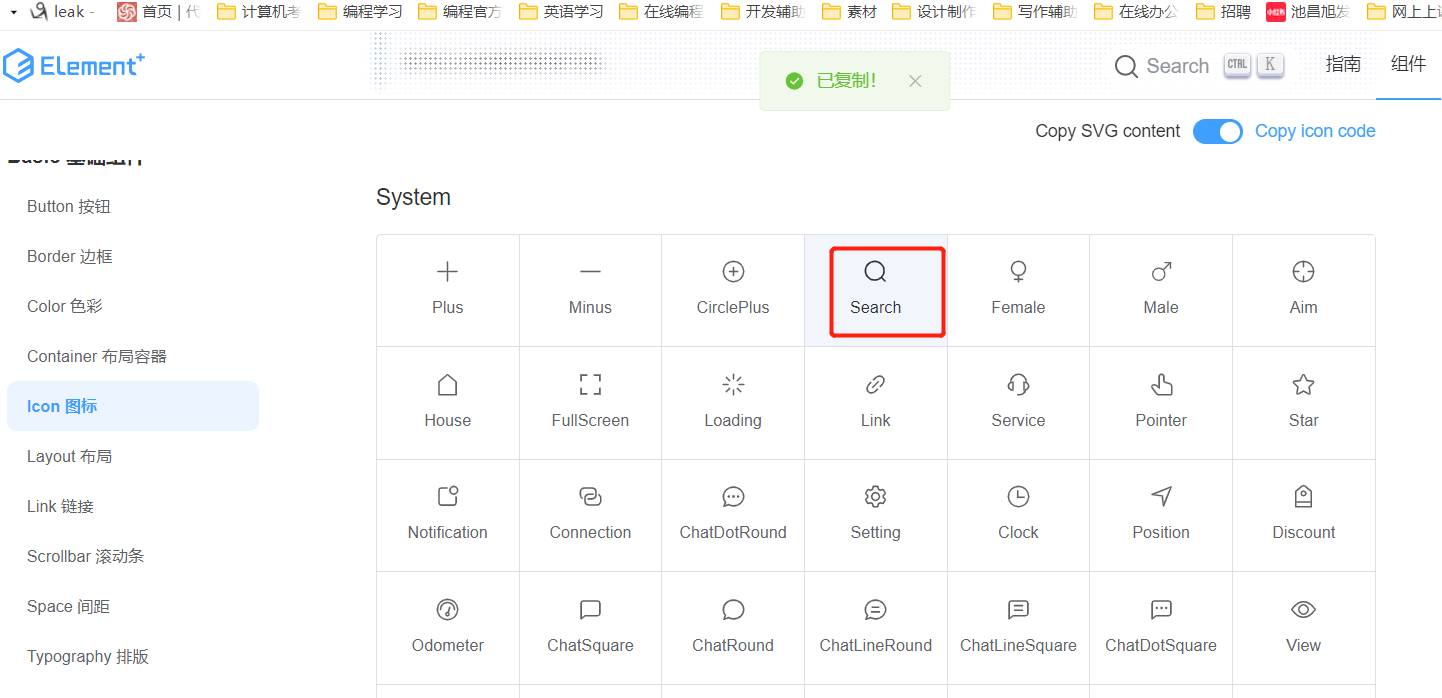 leak - 首页 | 代 计算机考 编程学习 编程官方 英语学习 在线编程 开发辅助 素材 设计制作 写作辅助 在线办公 招聘 小红书 池昌旭发 网上上
Element+ 已复制! Search CTRL K 指南 组件
Copy SVG content Copy icon code
Basic 基础组件
System
Button 按钮
Border 边框
Color 色彩
Container 布局容器
Icon 图标
Layout 布局
Link 链接
Scrollbar 滚动条
Space 间距
Typography 排版
Plus Minus CirclePlus Search Female Male Aim
House FullScreen Loading Link Service Pointer Star
Notification Connection ChatDotRound Setting Clock Position Discount
Odometer ChatSquare ChatRound ChatLineRound ChatLineSquare ChatDotSquare View